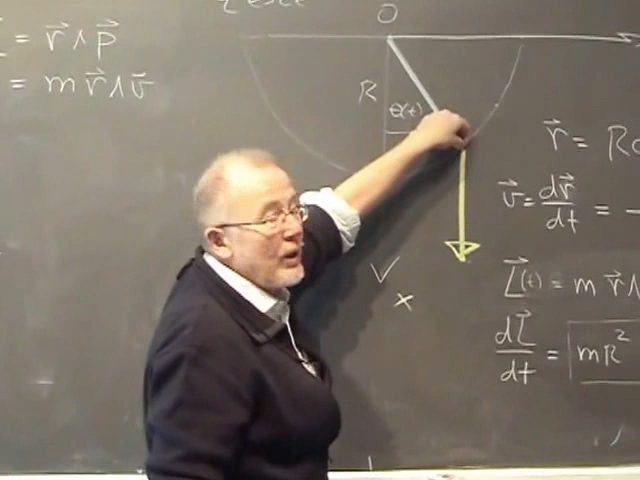 = r⃗ ∧ p⃗
= m r⃗ ∧ v⃗
O
R
θ(t)
r⃗ = R
v⃗ = dr⃗/dt = -
L⃗(t) = m r⃗ ∧
dL⃗/dt = mR²
x